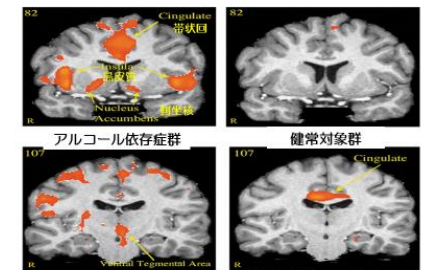 82
Cingulate
帯状回
Insula
島皮質
Nucleus
Accumbens
側坐核
R
82
R
アルコール依存症群
健常対象群
107
Ventral Tegmental Area
R
107
Cingulate
R